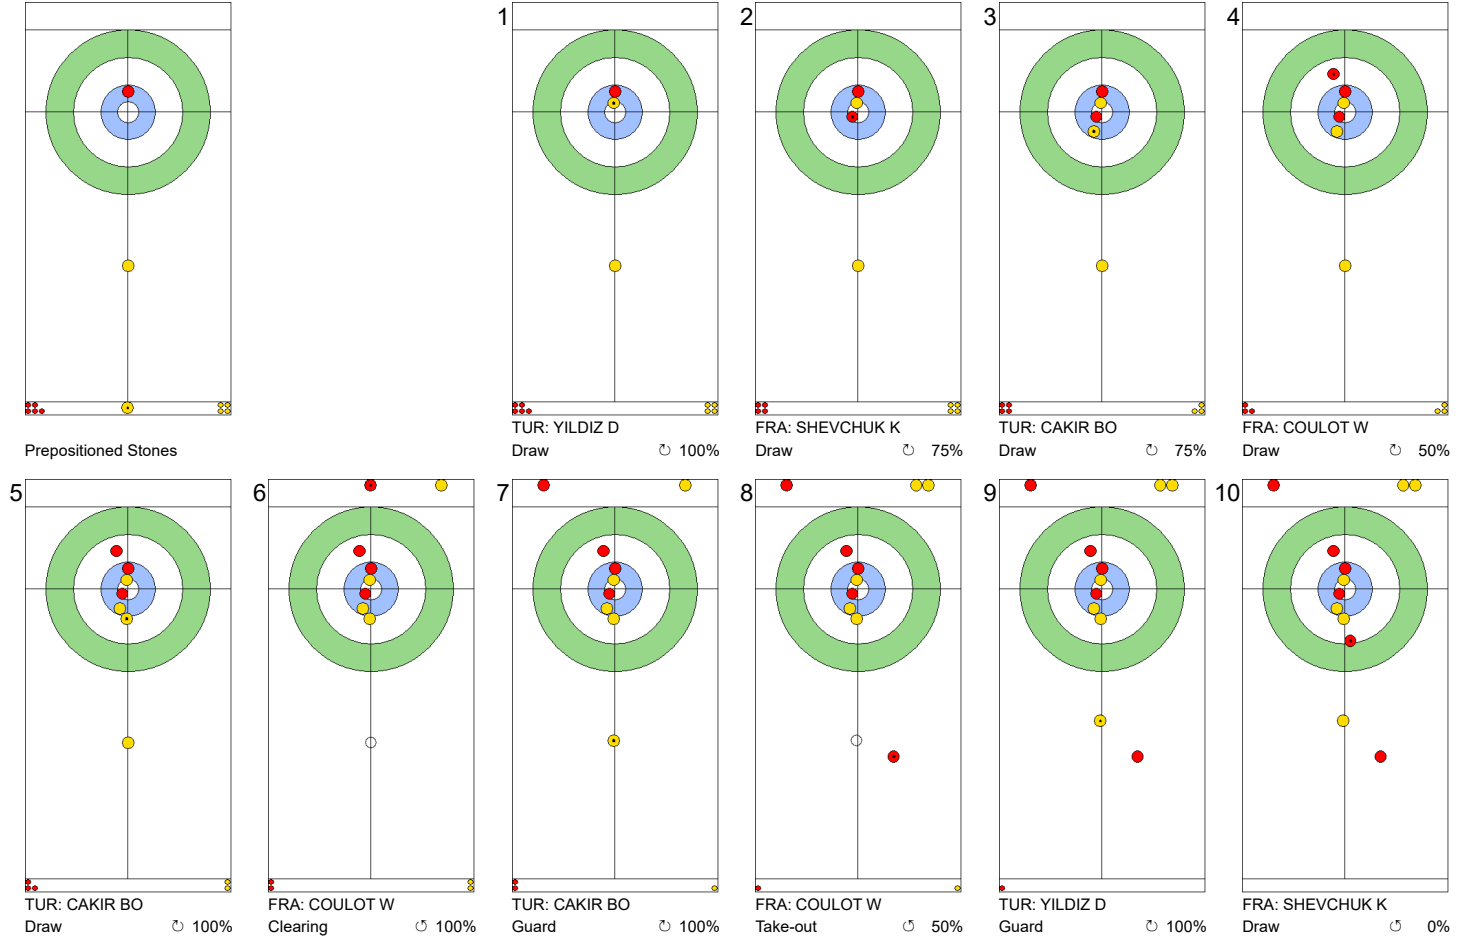 1
2
3
4
Prepositioned Stones
TUR: YILDIZ D
Draw ↻ 100%
FRA: SHEVCHUK K
Draw ↻ 75%
TUR: CAKIR BO
Draw ↻ 75%
FRA: COULOT W
Draw ↺ 50%
5
6
7
8
9
10
TUR: CAKIR BO
Draw ↻ 100%
FRA: COULOT W
Clearing ↺ 100%
TUR: CAKIR BO
Guard ↻ 100%
FRA: COULOT W
Take-out ↺ 50%
TUR: YILDIZ D
Guard ↻ 100%
FRA: SHEVCHUK K
Draw ↺ 0%